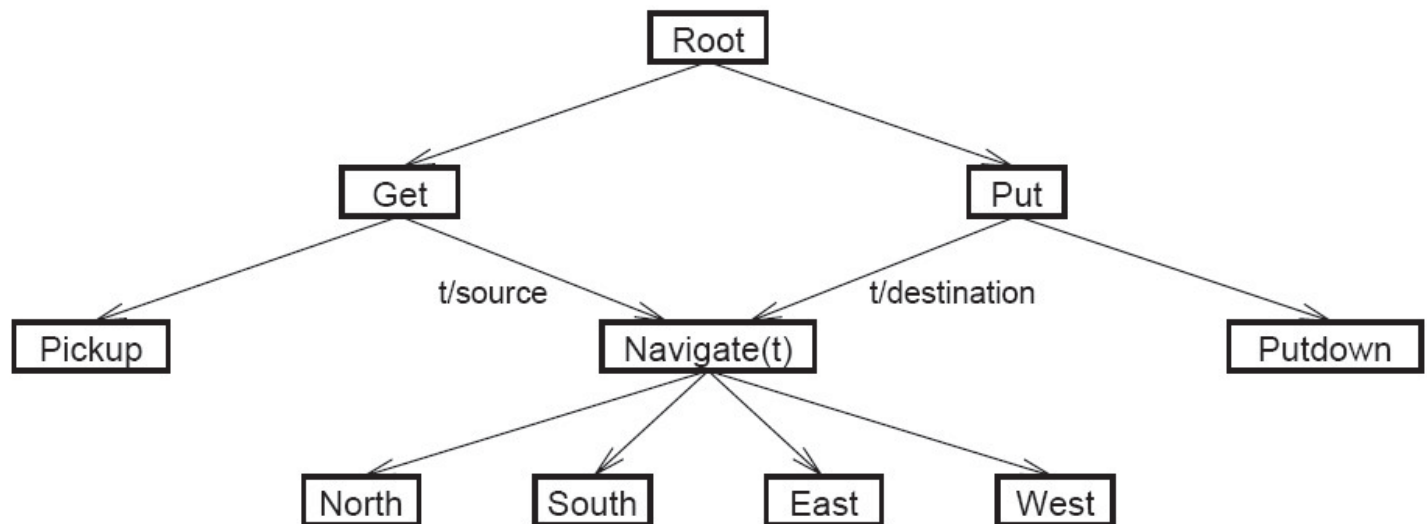 Root
Get
Put
t/source
t/destination
Pickup
Navigate(t)
Putdown
North
South
East
West